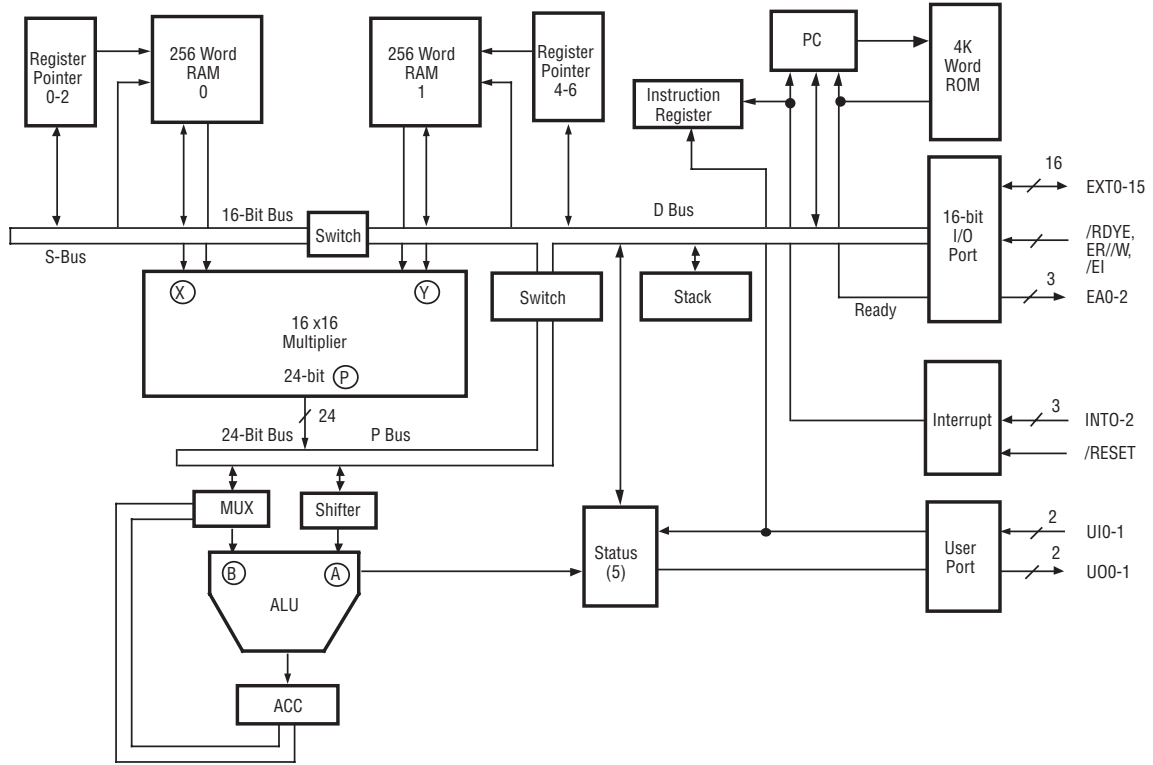 Register
Pointer
0-2
256 Word
RAM
0
256 Word
RAM
1
Register
Pointer
4-6
PC
4K
Word
ROM
Instruction
Register
16-Bit Bus
Switch
D Bus
S-Bus
16-bit
I/O
Port
16
EXT0-15
/RDYE,
ER//W,
/EI
3
EA0-2
Ready
X
Y
16 x16
Multiplier
24-bit
P
Switch
Stack
24
24-Bit Bus
P Bus
Interrupt
3
INTO-2
/RESET
MUX
Shifter
B
A
ALU
Status
(5)
User
Port
2
UI0-1
2
UO0-1
ACC